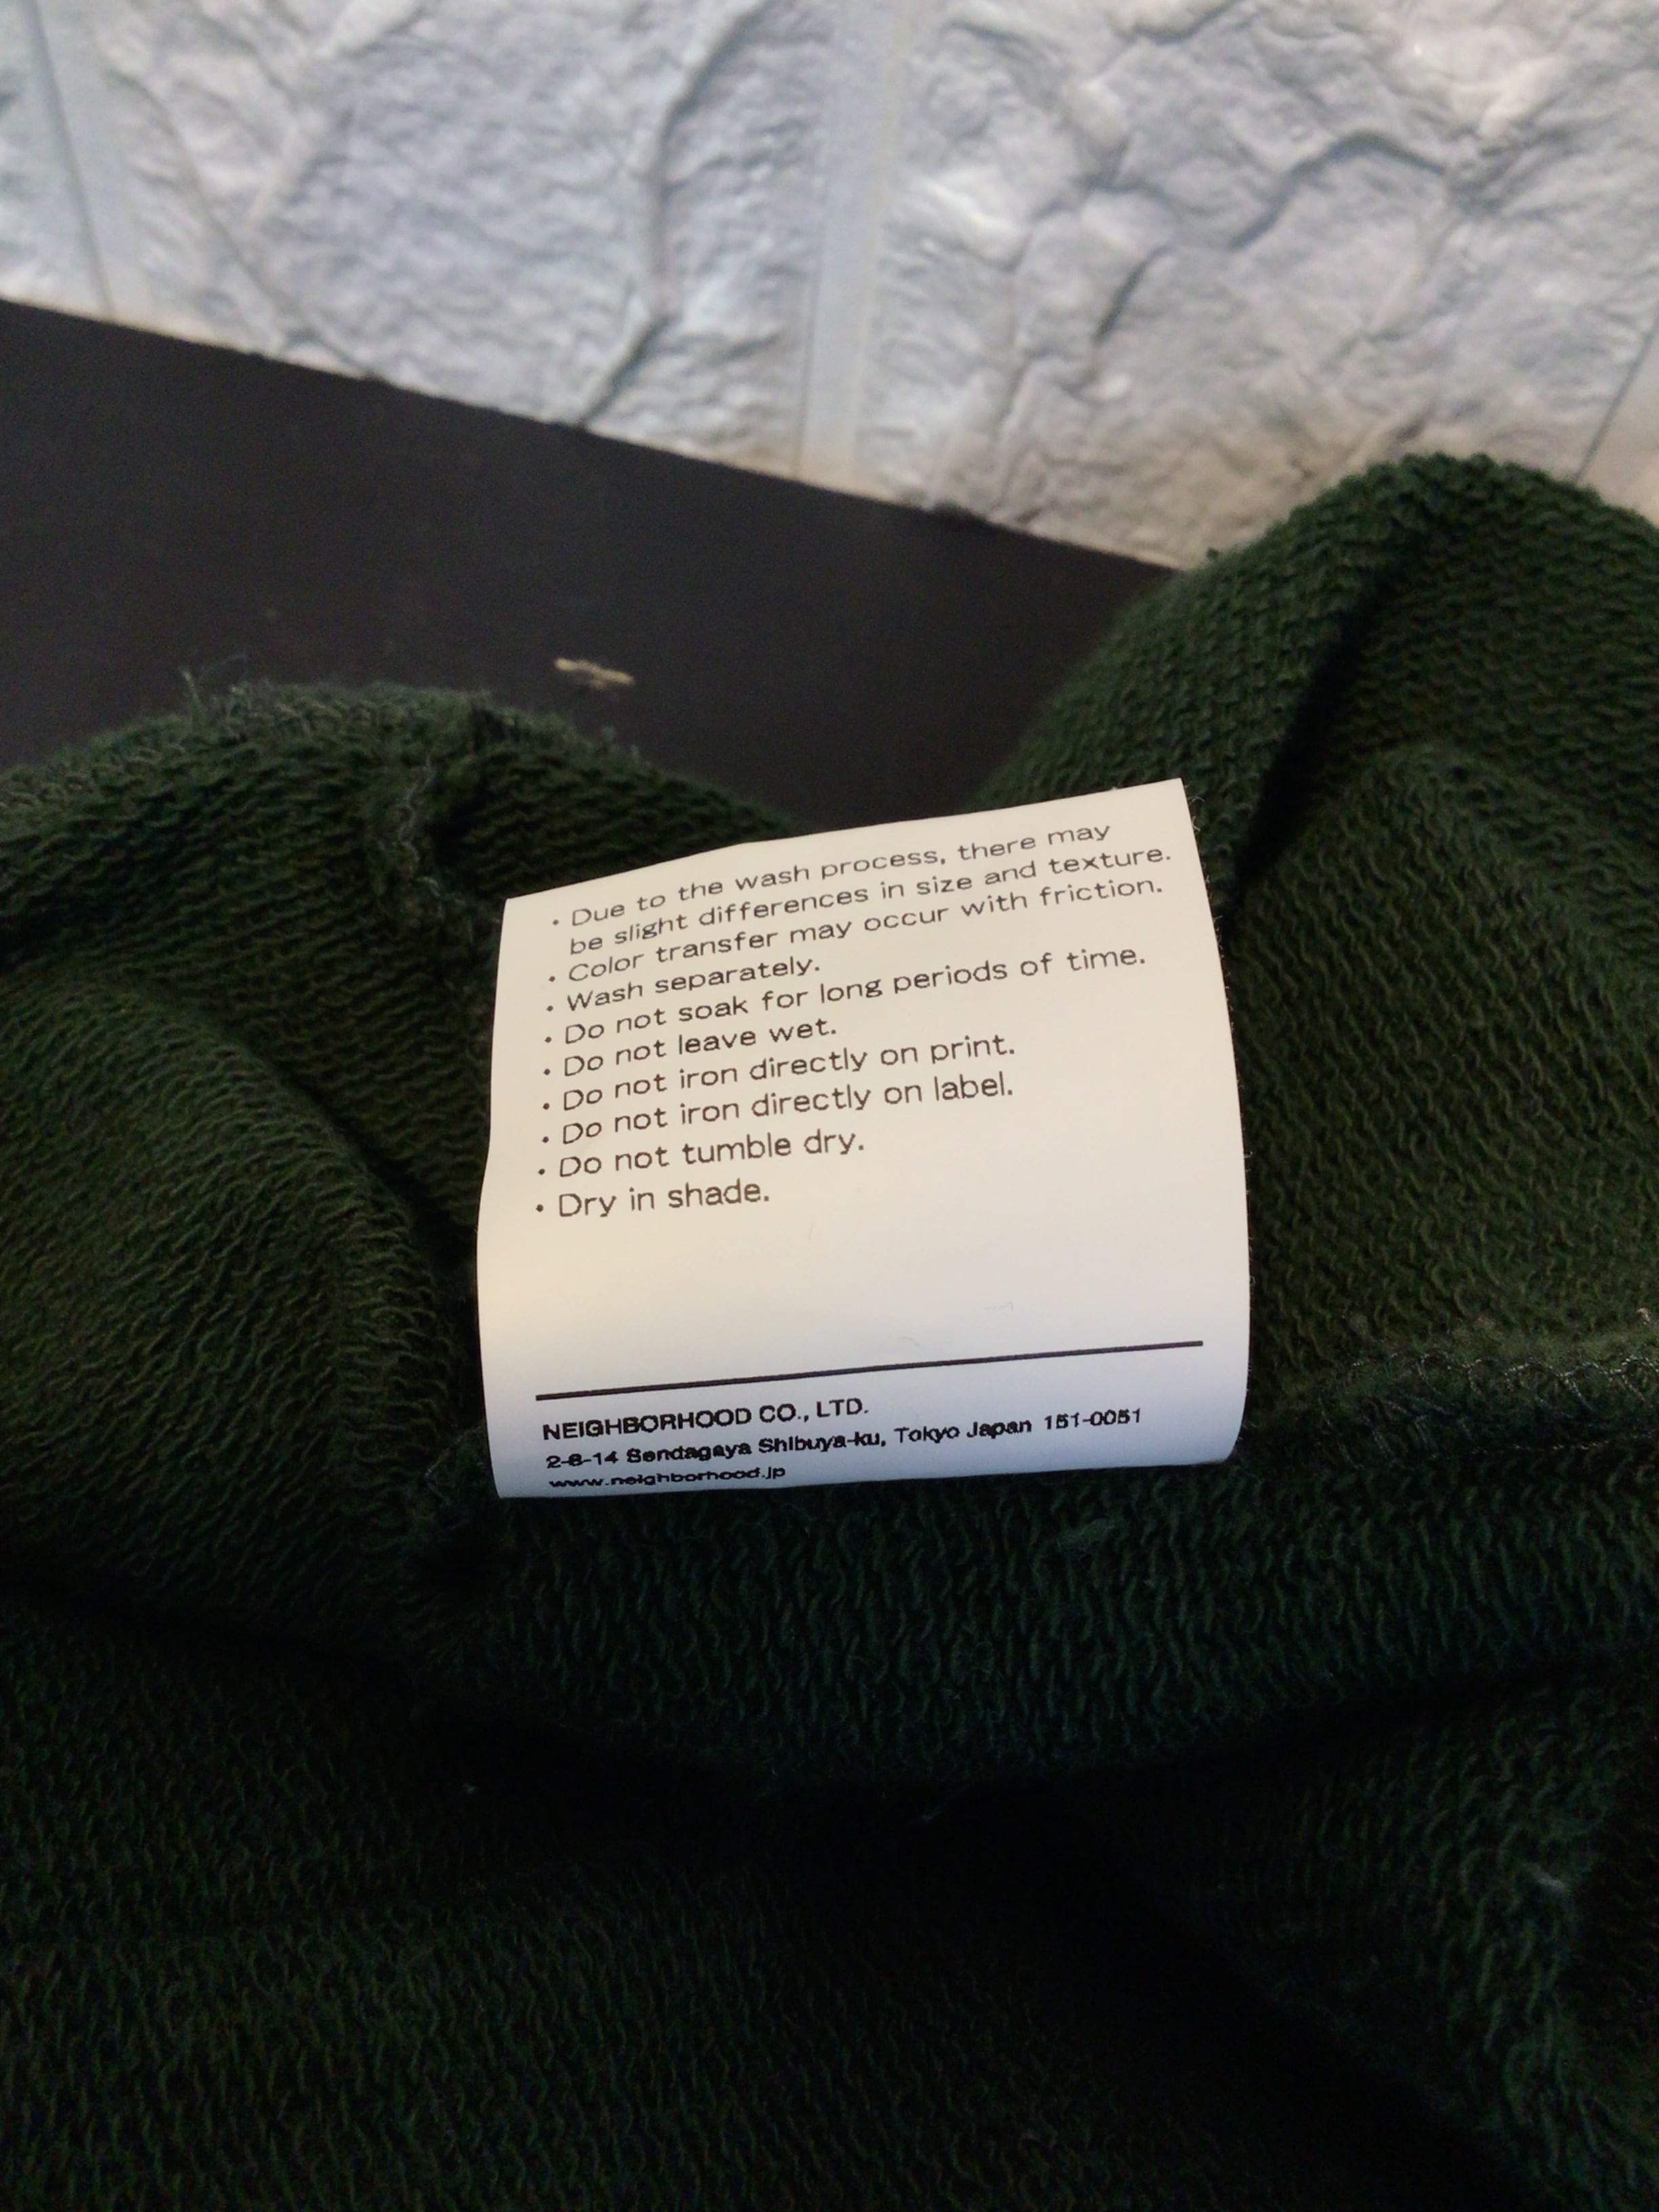 ・Due to the wash process, there may
be slight differences in size and texture.
・Color transfer may occur with friction.
・Wash separately.
・Do not soak for long periods of time.
・Do not leave wet.
・Do not iron directly on print.
・Do not iron directly on label.
・Do not tumble dry.
・Dry in shade.
NEIGHBORHOOD CO., LTD.
2-8-14 Sendagaya Shibuya-ku, Tokyo Japan 151-0051
www.neighborhood.jp